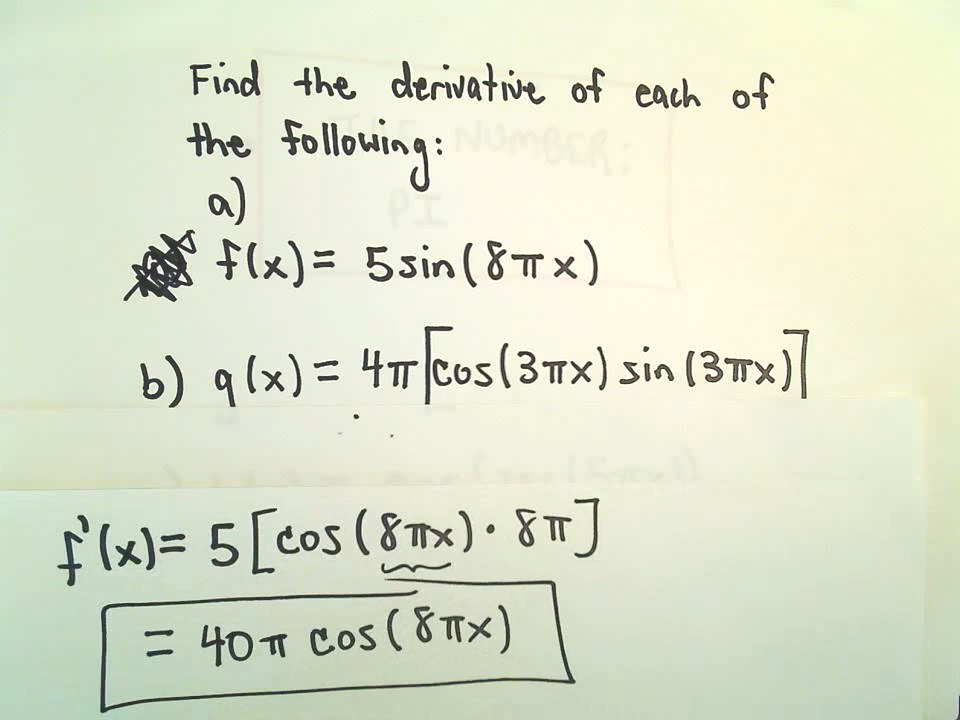 Find the derivative of each of
the following:
a)
f(x) = 5sin(8πx)
b) g(x) = 4π[cos(3πx) sin(3πx)]
f'(x) = 5[cos(8πx) · 8π]
= 40π cos(8πx)
NUMBER: